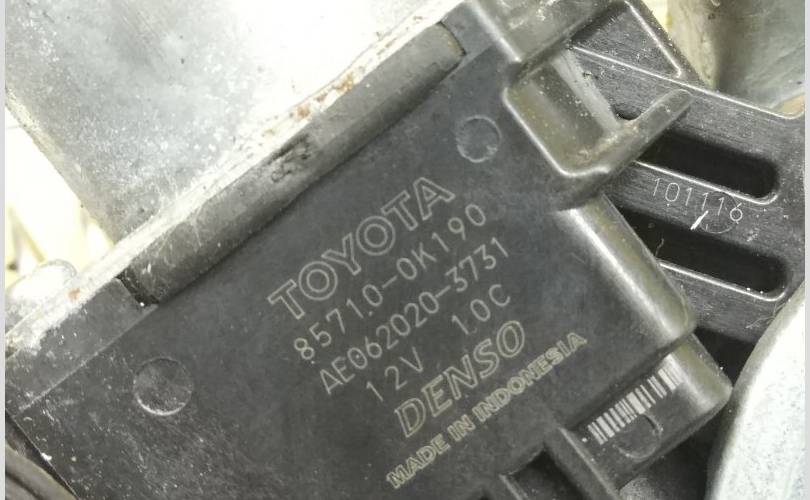 TOYOTA
85710-0K190
AE062020-3731
12V 1.0C
DENSO
MADE IN INDONESIA
101116